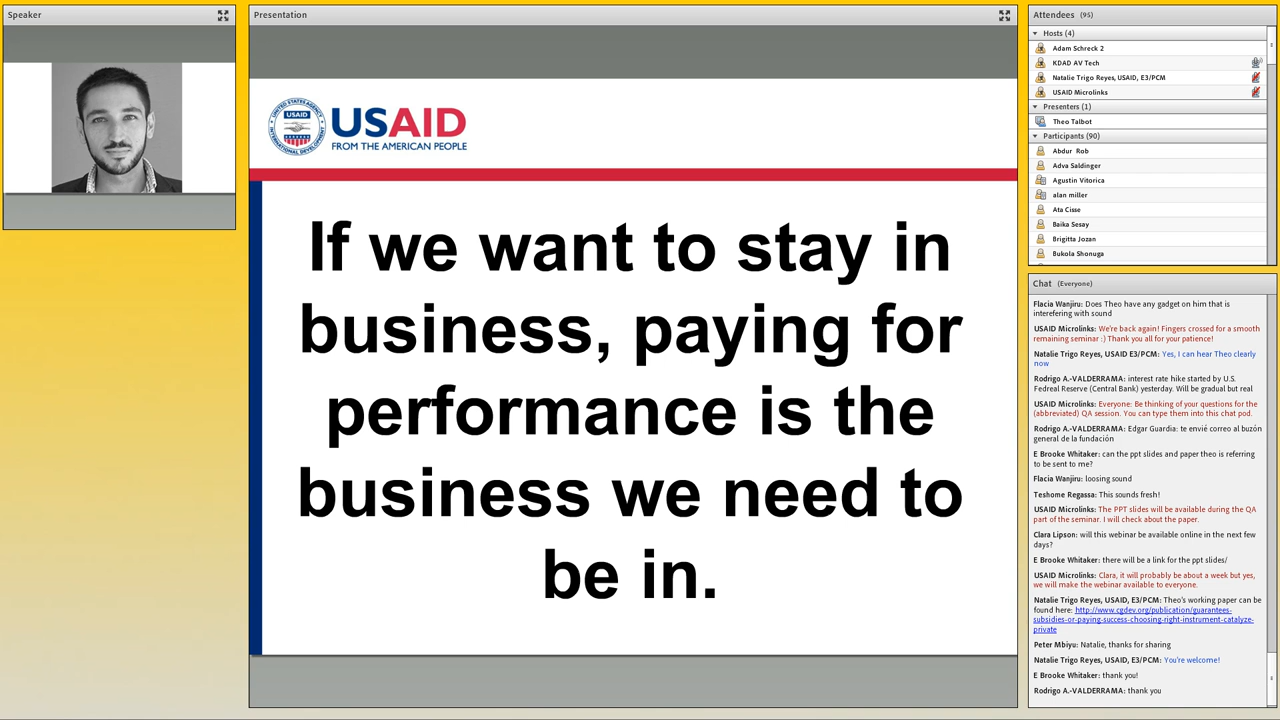 Speaker
Presentation
USAID
USAID
FROM THE AMERICAN PEOPLE
If we want to stay in
business, paying for
performance is the
business we need to
be in.
Attendees (95)
Hosts (4)
Adam Schreck 2
KDAD AV Tech
Natalie Trigo Reyes, USAID, E3/PCM
USAID Microlinks
Presenters (1)
Theo Talbot
Participants (90)
Abdur Rob
Adva Saldinger
Agustin Vitorica
alan miller
Ata Cisse
Baika Sesay
Brigitta Jozan
Bukola Shonuga
Chat (Everyone)
Flacia Wanjiru: Does Theo have any gadget on him that is
interefering with sound
USAID Microlinks: We're back again! Fingers crossed for a smooth
remaining seminar :) Thank you all for your patience!
Natalie Trigo Reyes, USAID E3/PCM: Yes, I can hear Theo clearly
now
Rodrigo A.-VALDERRAMA: interest rate hike started by U.S.
Fedreal Reserve (Central Bank) yesterday. Will be gradual but real
USAID Microlinks: Everyone: Be thinking of your questions for the
(abbreviated) QA session. You can type them into this chat pod.
Rodrigo A.-VALDERRAMA: Edgar Guardia: te envié correo al buzón
general de la fundación
E Brooke Whitaker: can the ppt slides and paper theo is referring
to be sent to me?
Flacia Wanjiru: loosing sound
Teshome Regassa: This sounds fresh!
USAID Microlinks: The PPT slides will be available during the QA
part of the seminar. I will check about the paper.
Clara Lipson: will this webinar be available online in the next few
days?
E Brooke Whitaker: there will be a link for the ppt slides/
USAID Microlinks: Clara, it will probably be about a week but yes,
we will make the webinar available to everyone.
Natalie Trigo Reyes, USAID, E3/PCM: Theo's working paper can be
found here: http://www.cgdev.org/publication/guarantees-
subsidies-or-paying-success-choosing-right-instrument-catalyze-
private
Peter Mbiyu: Natalie, thanks for sharing
Natalie Trigo Reyes, USAID, E3/PCM: You're welcome!
E Brooke Whitaker: thank you!
Rodrigo A.-VALDERRAMA: thank you